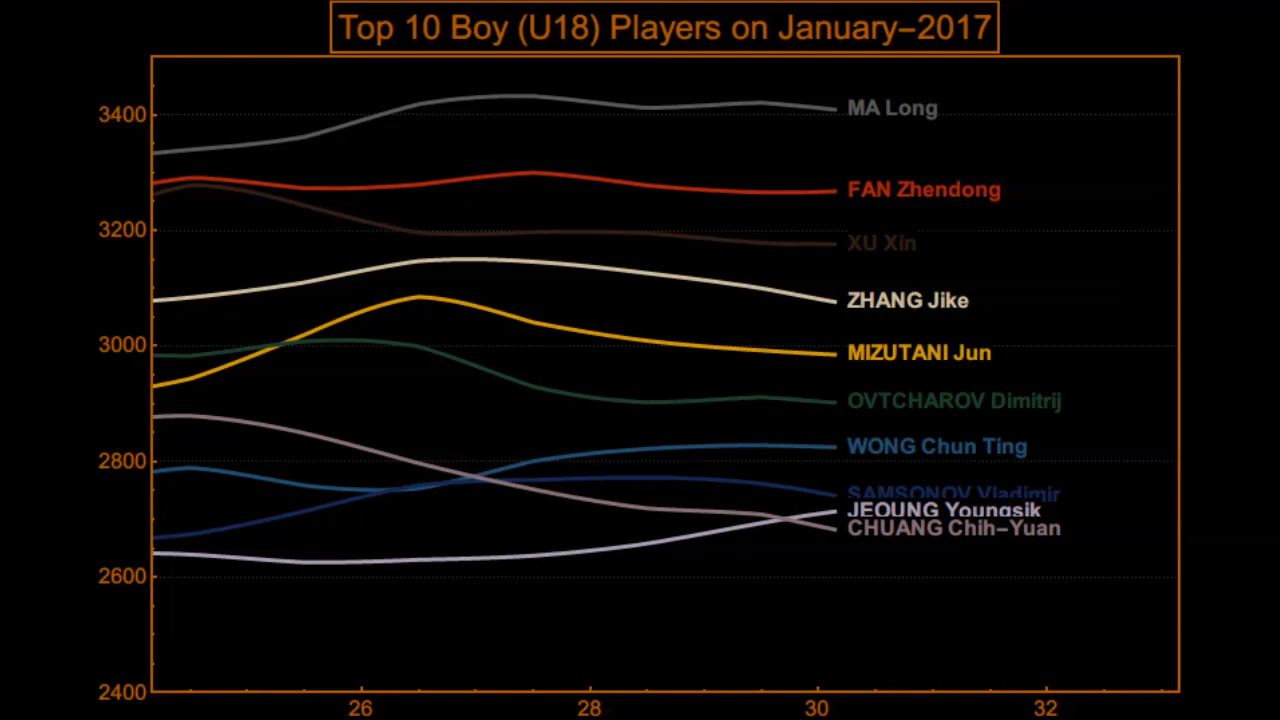 Top 10 Boy (U18) Players on January–2017
3400
3200
3000
2800
2600
2400
MA Long
FAN Zhendong
XU Xin
ZHANG Jike
MIZUTANI Jun
OVTCHAROV Dimitrij
WONG Chun Ting
SAMSONOV Vladimir
JEOUNG Youngsik
CHUANG Chih–Yuan
26
28
30
32